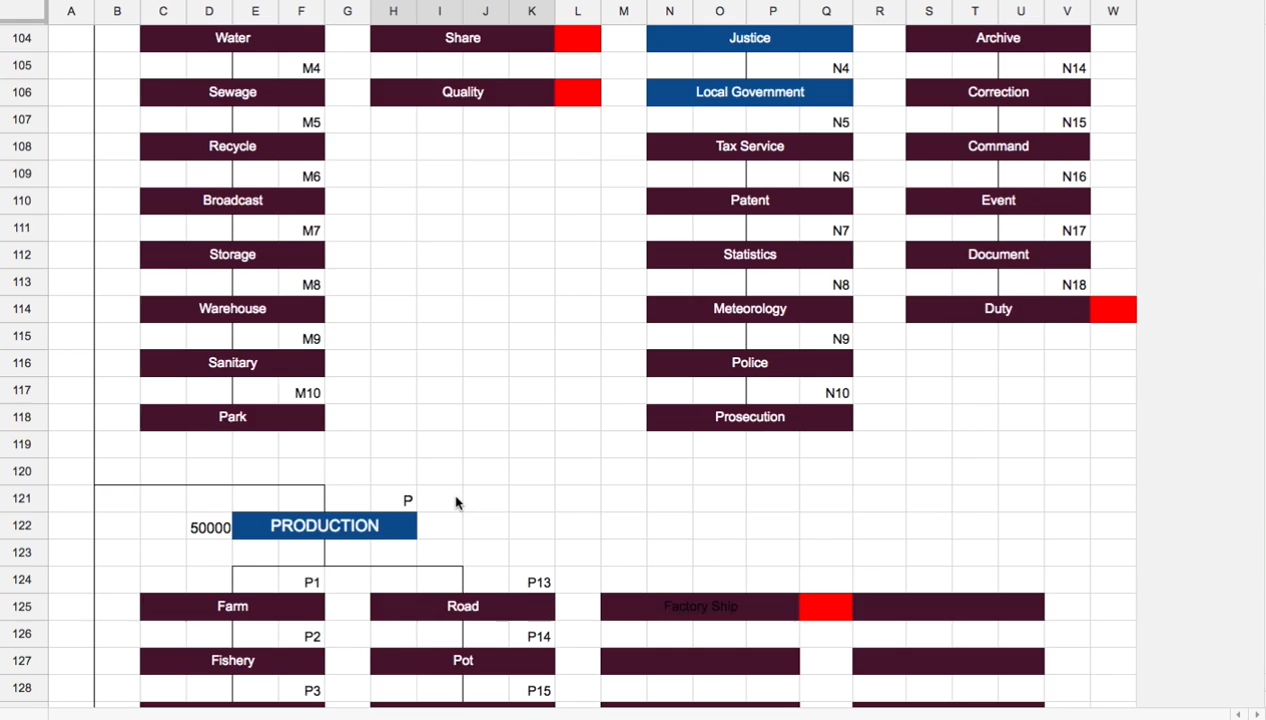 A B C D E F G H I J K L M N O P Q R S T U V W
104 Water Share Justice Archive
105 M4 N4 N14
106 Sewage Quality Local Government Correction
107 M5 N5 N15
108 Recycle Tax Service Command
109 M6 N6 N16
110 Broadcast Patent Event
111 M7 N7 N17
112 Storage Statistics Document
113 M8 N8 N18
114 Warehouse Meteorology Duty
115 M9 N9
116 Sanitary Police
117 M10 N10
118 Park Prosecution
119
120
121 P
122 50000 PRODUCTION
123
124 P1 P13
125 Farm Road Factory Ship
126 P2 P14
127 Fishery Pot
128 P3 P15